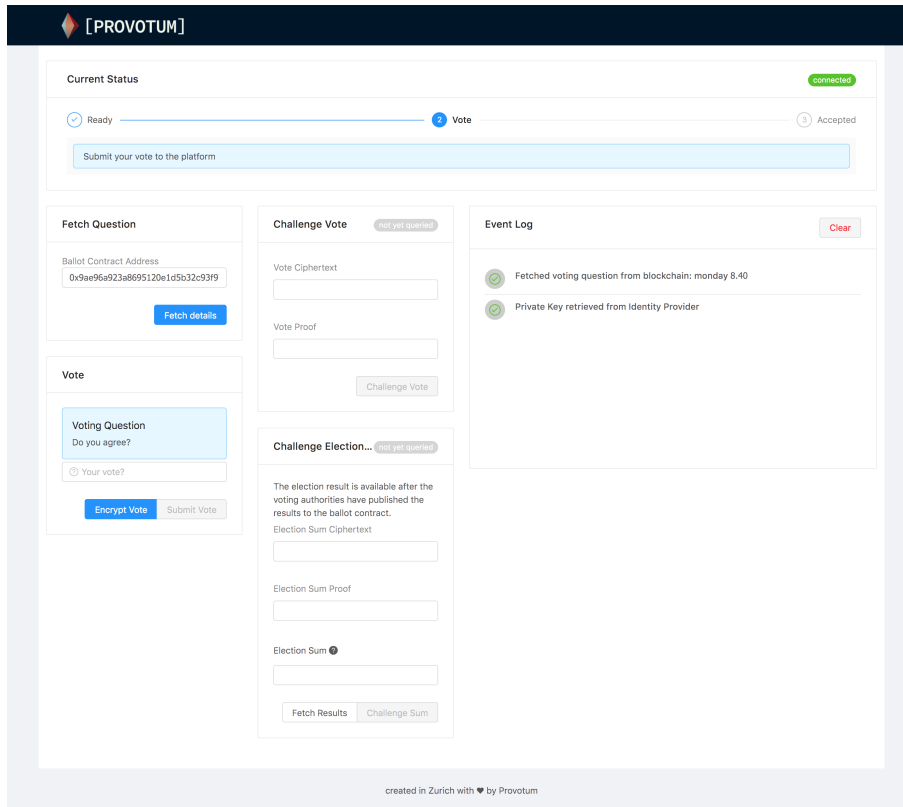 [PROVOTUM]
Current Status
connected
Ready
2
Vote
3
Accepted
Submit your vote to the platform
Fetch Question
Ballot Contract Address
0x9ae96a923a8695120e1d5b32c93f9
Fetch details
Vote
Voting Question
Do you agree?
Your vote?
Encrypt Vote
Submit Vote
Challenge Vote
not yet queried
Vote Ciphertext
Vote Proof
Challenge Vote
Challenge Election...
not yet queried
The election result is available after the
voting authorities have published the
results to the ballot contract.
Election Sum Ciphertext
Election Sum Proof
Election Sum
Fetch Results
Challenge Sum
Event Log
Clear
Fetched voting question from blockchain: monday 8.40
Private Key retrieved from Identity Provider
created in Zurich with ♥ by Provotum